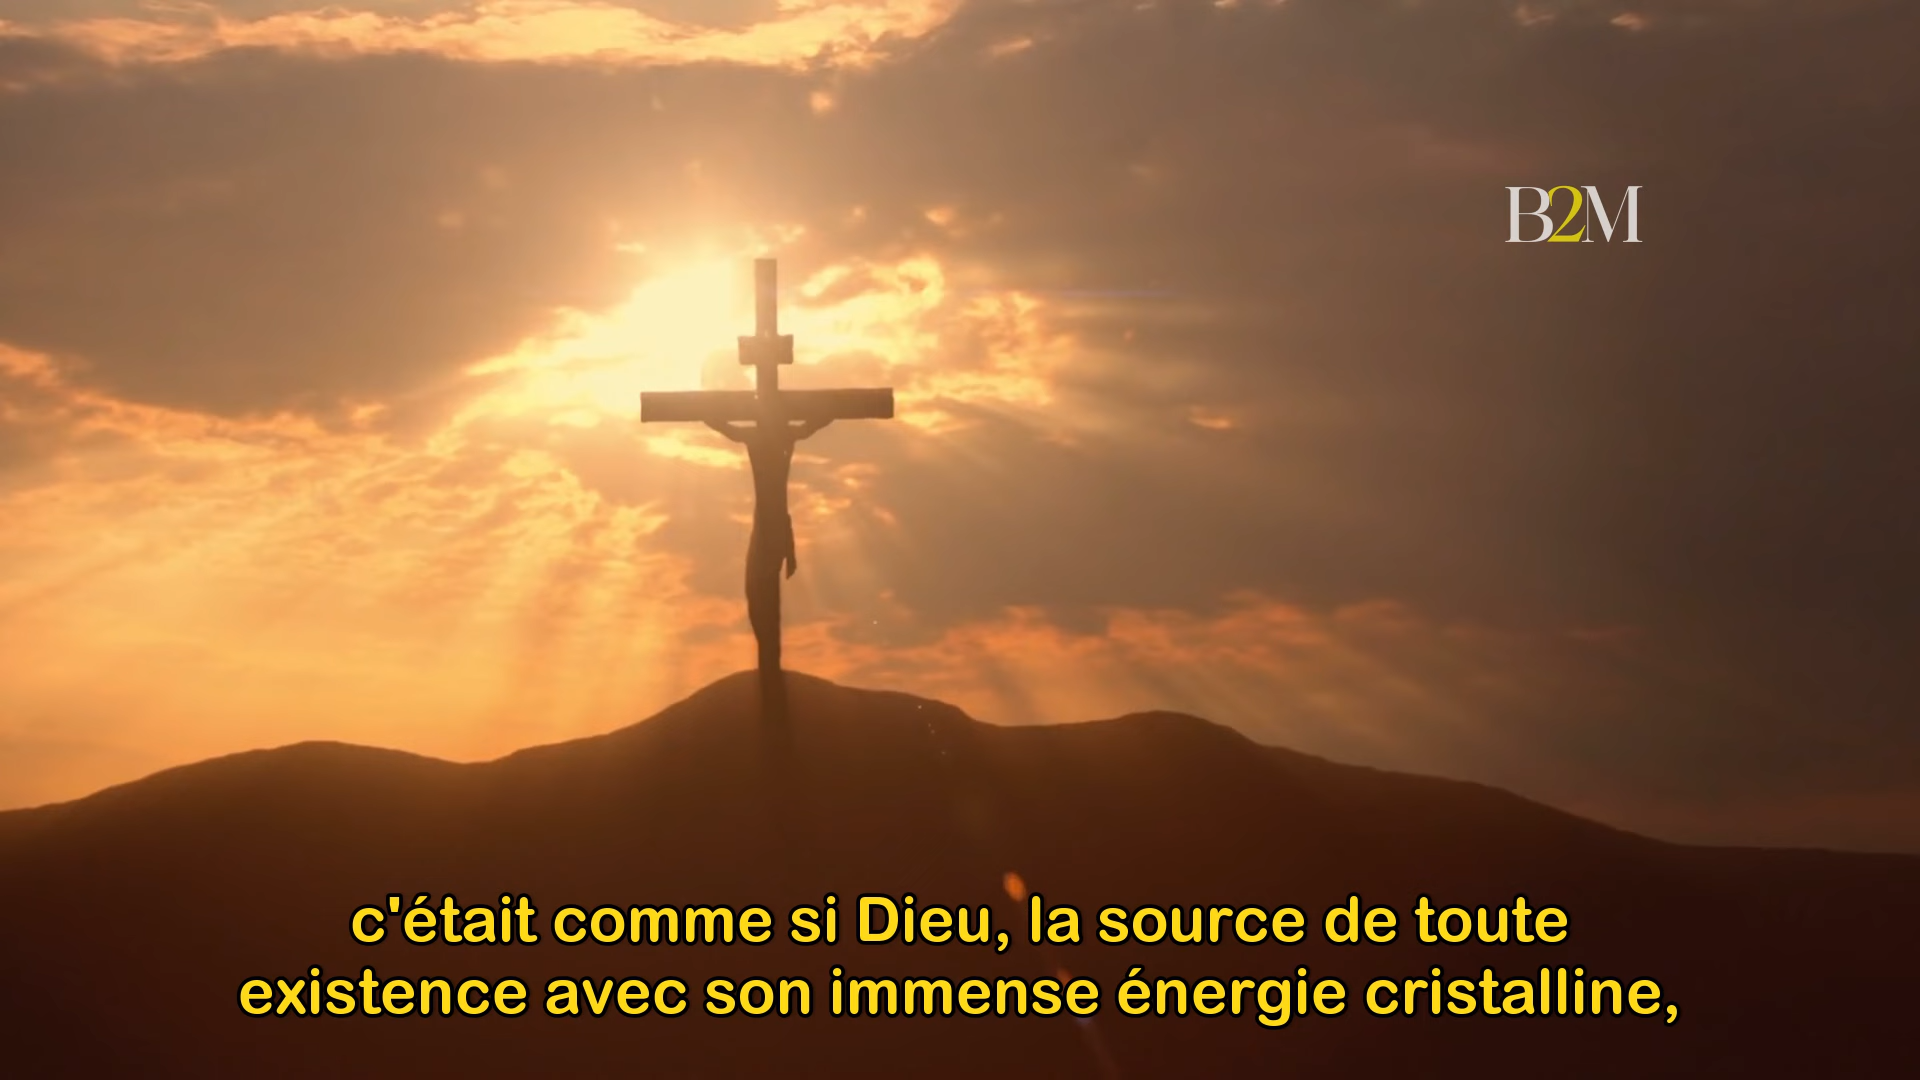 B2M
c'était comme si Dieu, la source de toute
existence avec son immense énergie cristalline,